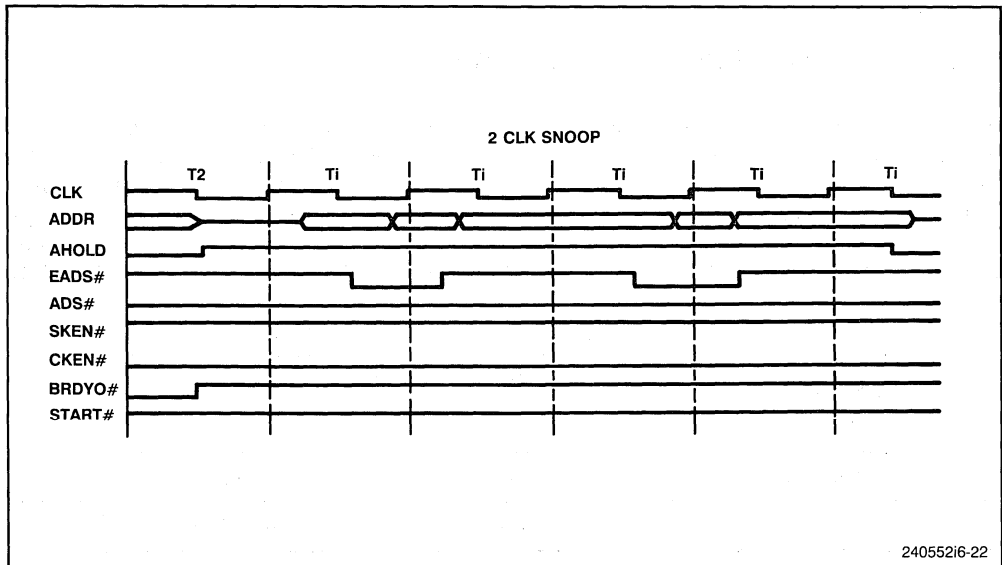 2 CLK SNOOP
T2 Ti Ti Ti Ti Ti
CLK
ADDR
AHOLD
EADS#
ADS#
SKEN#
CKEN#
BRDYO#
START#
240552i6-22